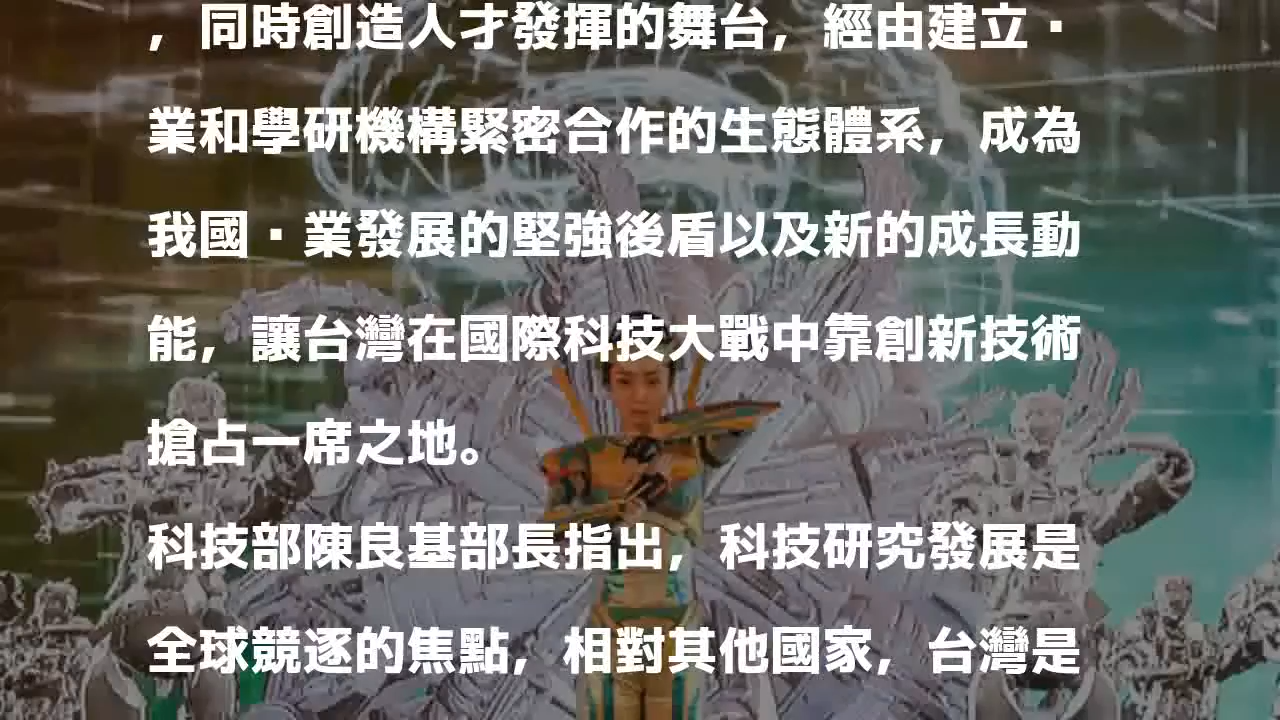 ，同時創造人才發揮的舞台，經由建立▪
業和學研機構緊密合作的生態體系，成為
我國▪業發展的堅強後盾以及新的成長動
能，讓台灣在國際科技大戰中靠創新技術
搶占一席之地。
科技部陳良基部長指出，科技研究發展是
全球競逐的焦點，相對其他國家，台灣是